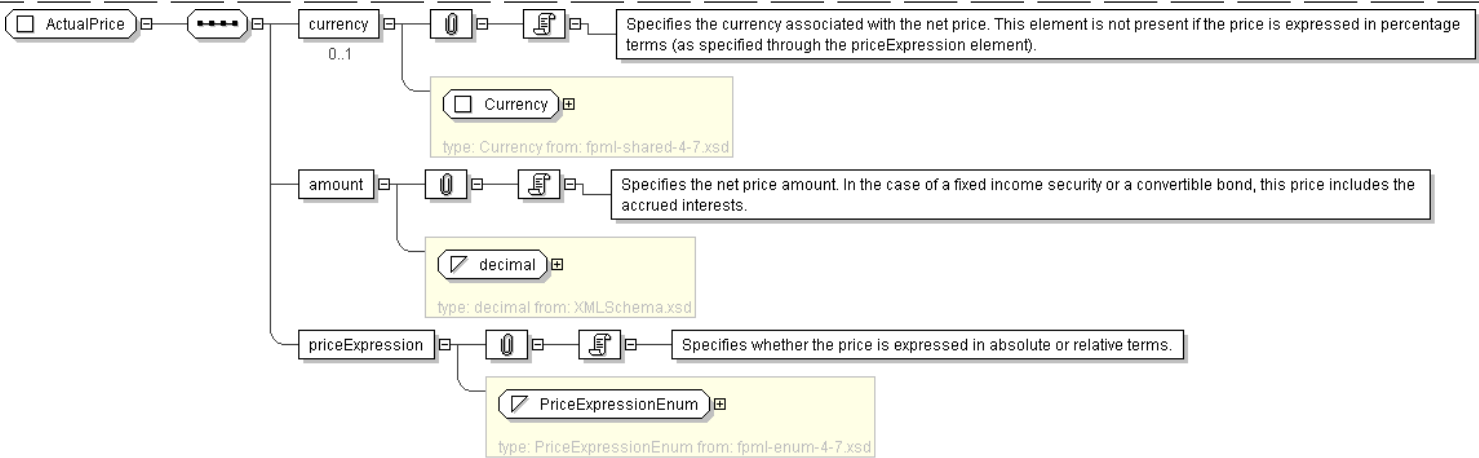 ActualPrice
currency
0..1
Specifies the currency associated with the net price. This element is not present if the price is expressed in percentage
terms (as specified through the priceExpression element).
Currency
type: Currency from: fpml-shared-4-7.xsd
amount
Specifies the net price amount. In the case of a fixed income security or a convertible bond, this price includes the
accrued interests.
decimal
type: decimal from: XMLSchema.xsd
priceExpression
Specifies whether the price is expressed in absolute or relative terms.
PriceExpressionEnum
type: PriceExpressionEnum from: fpml-enum-4-7.xsd